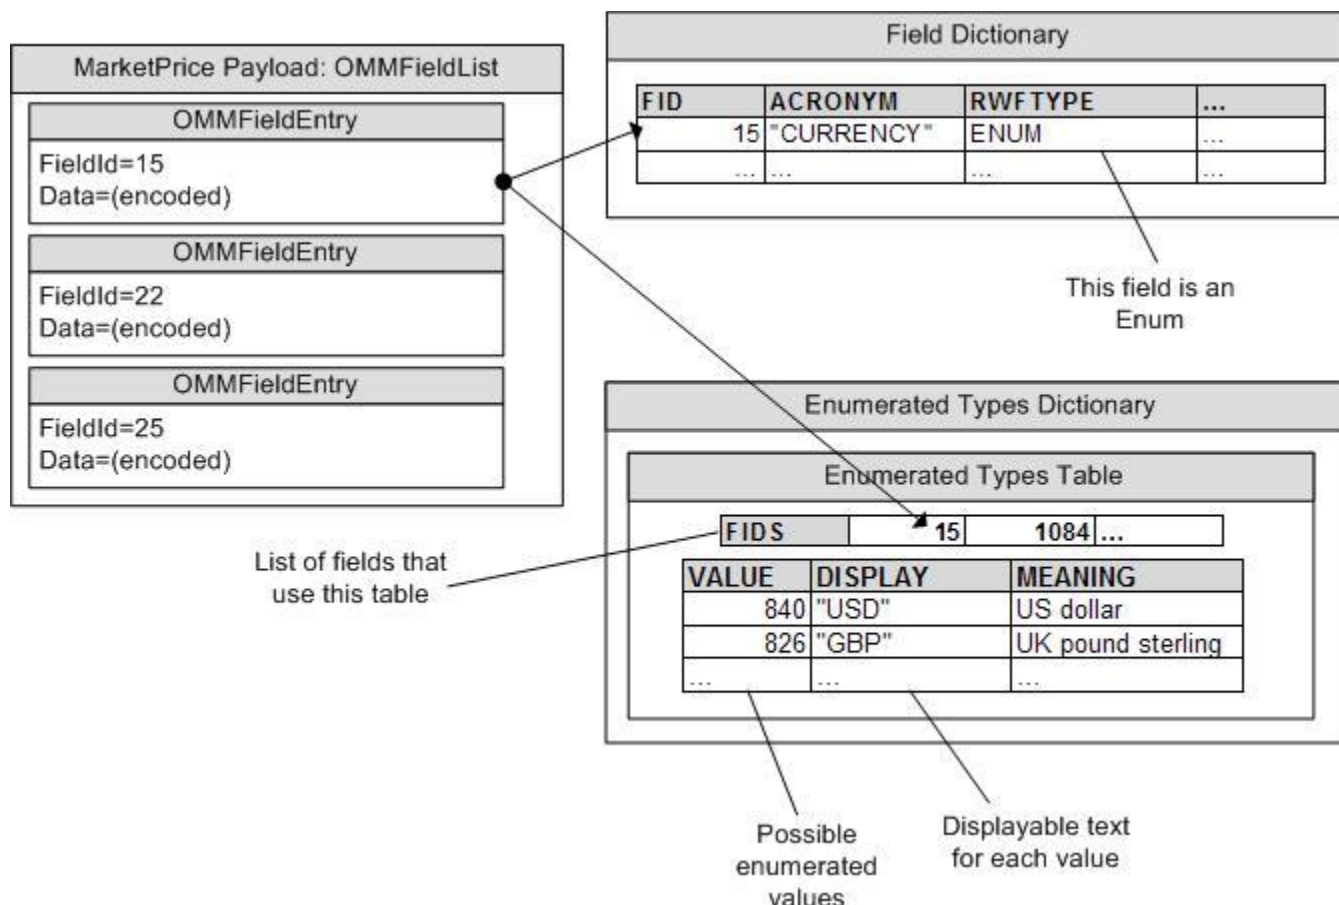 MarketPrice Payload: OMMFieldList
OMMFieldEntry
FieldId=15
Data=(encoded)
OMMFieldEntry
FieldId=22
Data=(encoded)
OMMFieldEntry
FieldId=25
Data=(encoded)
Field Dictionary
FID ACRONYM RWFTYPE ...
15 "CURRENCY" ENUM ...
... ... ... ...
This field is an
Enum
Enumerated Types Dictionary
Enumerated Types Table
FIDS 15 1084 ...
List of fields that
use this table
VALUE DISPLAY MEANING
840 "USD" US dollar
826 "GBP" UK pound sterling
... ... ...
Possible
enumerated
values
Displayable text
for each value